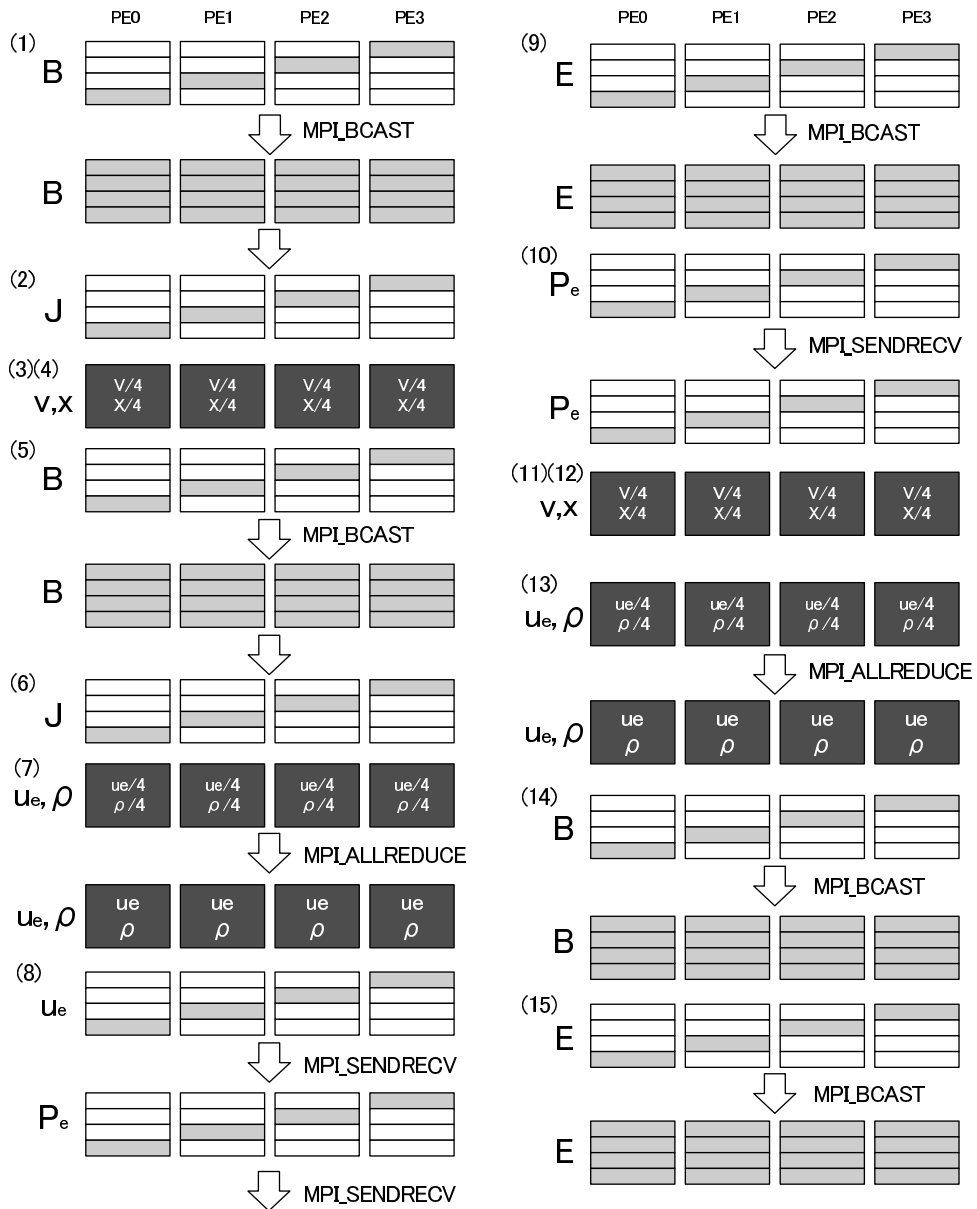 PE0 PE1 PE2 PE3
(1)
B
MPI_BCAST
B
(2)
J
(3)(4)
v,x
V/4 V/4 V/4 V/4
X/4 X/4 X/4 X/4
(5)
B
MPI_BCAST
B
(6)
J
(7)
ue, ρ
ue/4 ue/4 ue/4 ue/4
ρ/4 ρ/4 ρ/4 ρ/4
MPI_ALLREDUCE
ue, ρ
ue ue ue ue
ρ ρ ρ ρ
(8)
ue
MPI_SENDRECV
Pe
MPI_SENDRECV
PE0 PE1 PE2 PE3
(9)
E
MPI_BCAST
E
(10)
Pe
MPI_SENDRECV
Pe
(11)(12)
v,x
V/4 V/4 V/4 V/4
X/4 X/4 X/4 X/4
(13)
ue, ρ
ue/4 ue/4 ue/4 ue/4
ρ/4 ρ/4 ρ/4 ρ/4
MPI_ALLREDUCE
ue, ρ
ue ue ue ue
ρ ρ ρ ρ
(14)
B
MPI_BCAST
B
(15)
E
MPI_BCAST
E